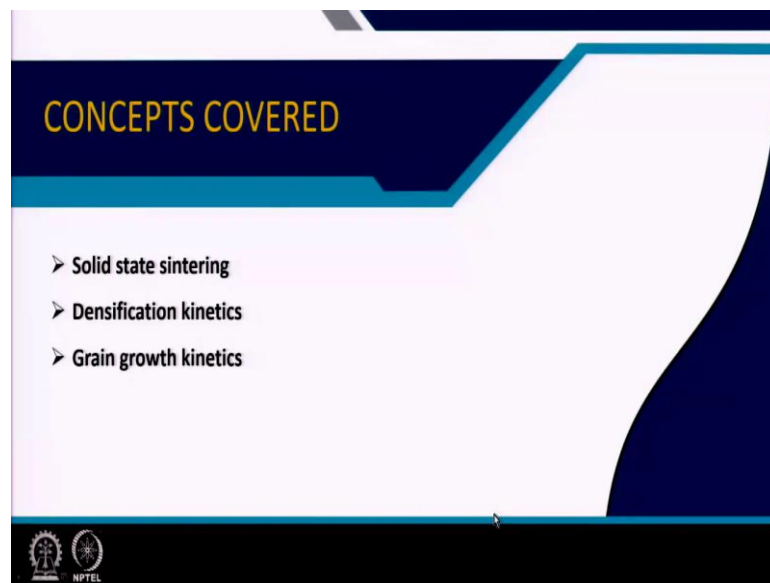 CONCEPTS COVERED
Solid state sintering
Densification kinetics
Grain growth kinetics
NPTEL